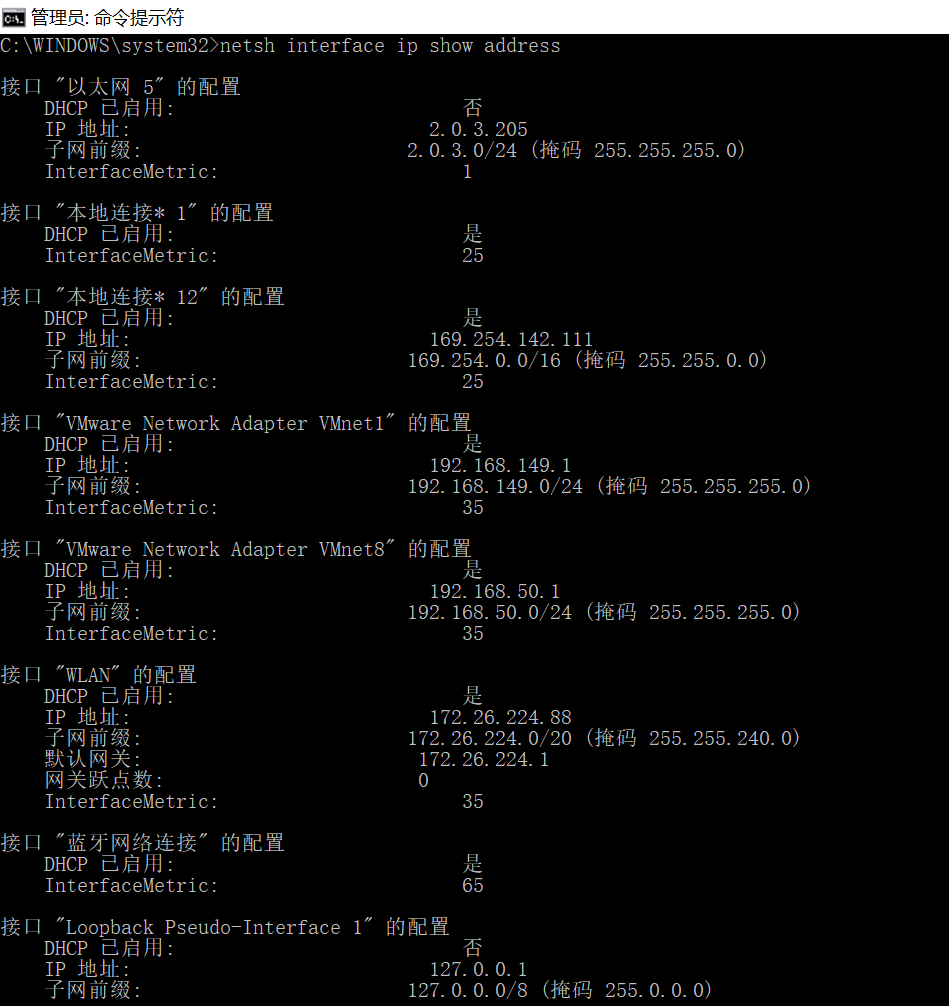 管理员: 命令提示符
C:\WINDOWS\system32>netsh interface ip show address
接口 "以太网 5" 的配置
DHCP 已启用: 否
IP 地址: 2.0.3.205
子网前缀: 2.0.3.0/24 (掩码 255.255.255.0)
InterfaceMetric: 1
接口 "本地连接* 1" 的配置
DHCP 已启用: 是
InterfaceMetric: 25
接口 "本地连接* 12" 的配置
DHCP 已启用: 是
IP 地址: 169.254.142.111
子网前缀: 169.254.0.0/16 (掩码 255.255.0.0)
InterfaceMetric: 25
接口 "VMware Network Adapter VMnet1" 的配置
DHCP 已启用: 是
IP 地址: 192.168.149.1
子网前缀: 192.168.149.0/24 (掩码 255.255.255.0)
InterfaceMetric: 35
接口 "VMware Network Adapter VMnet8" 的配置
DHCP 已启用: 是
IP 地址: 192.168.50.1
子网前缀: 192.168.50.0/24 (掩码 255.255.255.0)
InterfaceMetric: 35
接口 "WLAN" 的配置
DHCP 已启用: 是
IP 地址: 172.26.224.88
子网前缀: 172.26.224.0/20 (掩码 255.255.240.0)
默认网关: 172.26.224.1
网关跃点数: 0
InterfaceMetric: 35
接口 "蓝牙网络连接" 的配置
DHCP 已启用: 是
InterfaceMetric: 65
接口 "Loopback Pseudo-Interface 1" 的配置
DHCP 已启用: 否
IP 地址: 127.0.0.1
子网前缀: 127.0.0.0/8 (掩码 255.0.0.0)